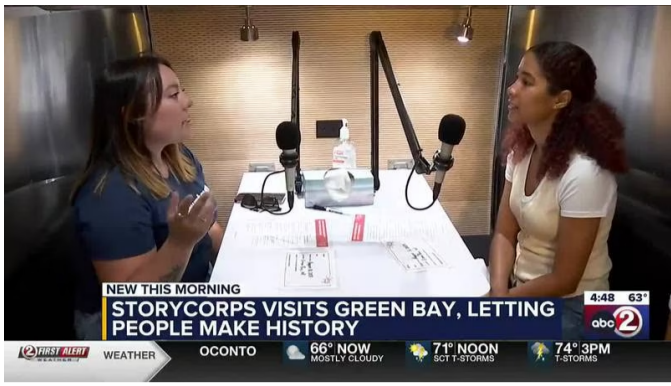 NEW THIS MORNING
STORYCORPS VISITS GREEN BAY, LETTING
PEOPLE MAKE HISTORY
4:48 63°
abc 2
2 FIRST ALERT
WEATHER
WEATHER
OCONTO
66° NOW
MOSTLY CLOUDY
71° NOON
SCT T-STORMS
74° 3PM
T-STORMS